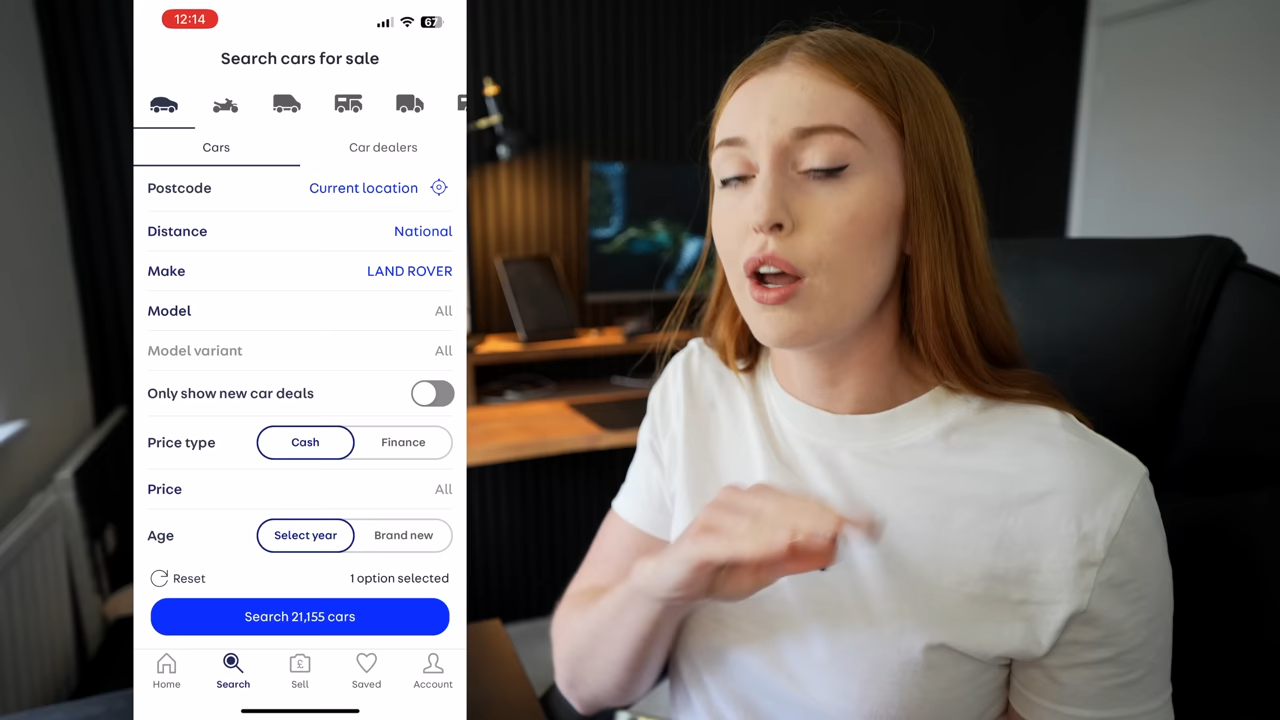 12:14
67
Search cars for sale
Cars
Car dealers
Postcode
Current location
Distance
National
Make
LAND ROVER
Model
All
Model variant
All
Only show new car deals
Price type
Cash
Finance
Price
All
Age
Select year
Brand new
Reset
1 option selected
Search 21,155 cars
£
Home
Search
Sell
Saved
Account